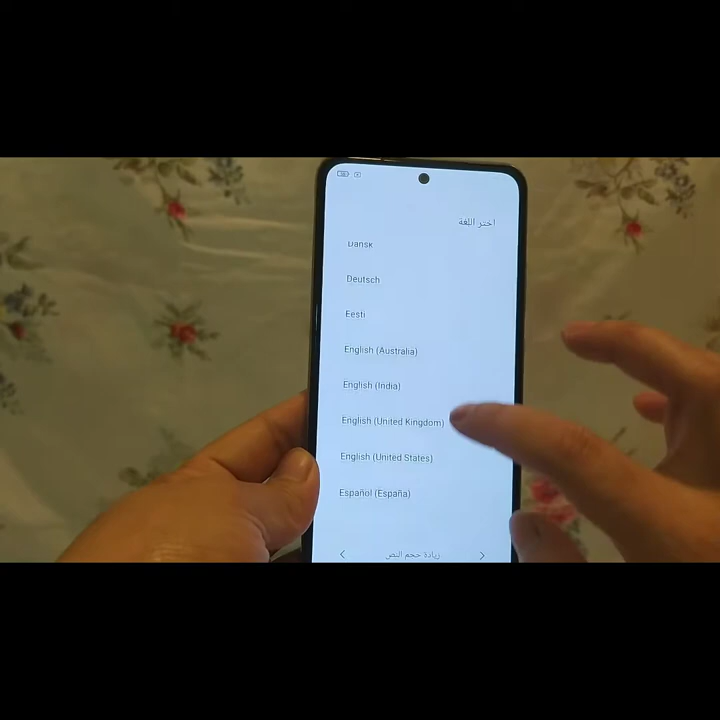 اختر اللغة
Dansk
Deutsch
Eesti
English (Australia)
English (India)
English (United Kingdom)
English (United States)
Español (España)
زيادة حجم النص